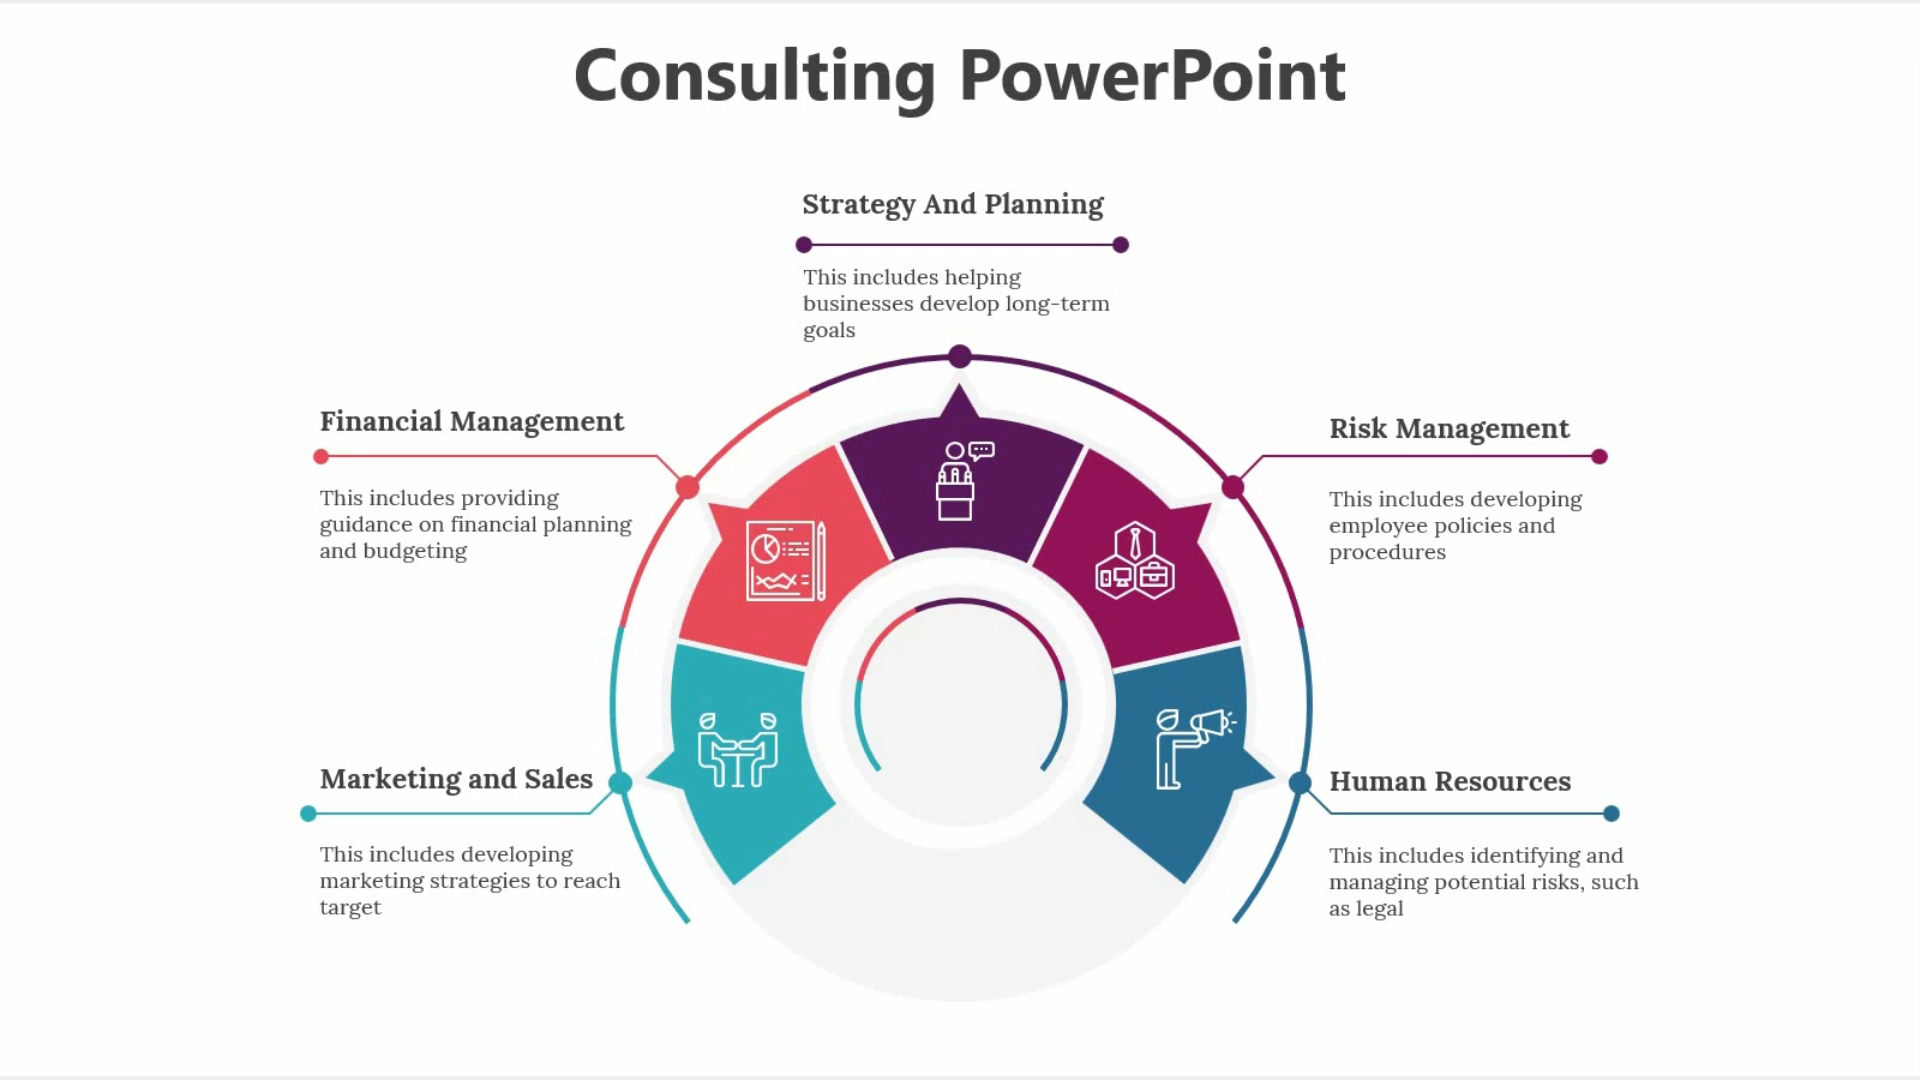 Consulting PowerPoint
Strategy And Planning
This includes helping
businesses develop long-term
goals
Financial Management
This includes providing
guidance on financial planning
and budgeting
Risk Management
This includes developing
employee policies and
procedures
Marketing and Sales
This includes developing
marketing strategies to reach
target
Human Resources
This includes identifying and
managing potential risks, such
as legal